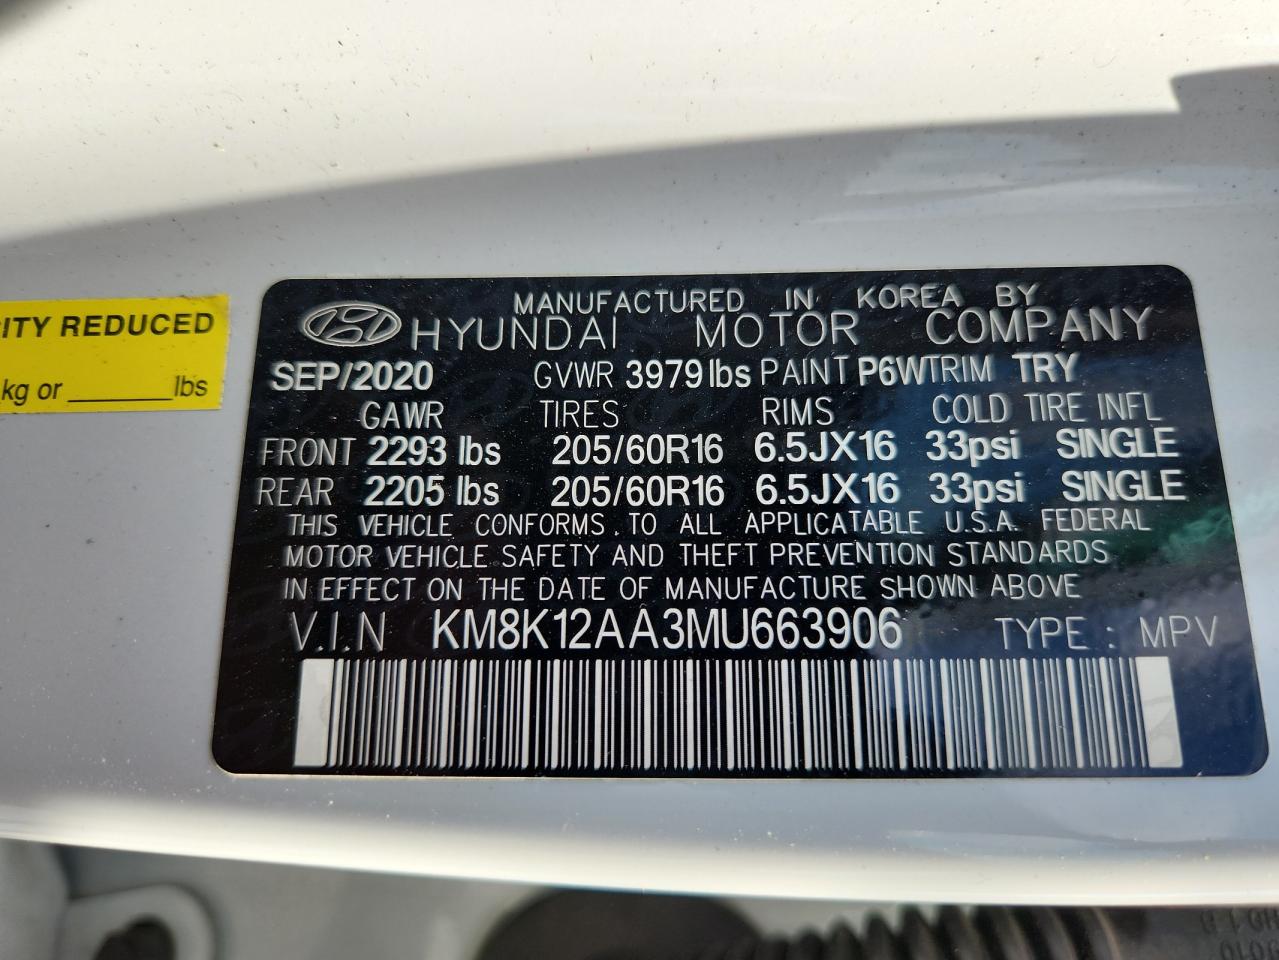 CITY REDUCED
kg or ________ lbs
MANUFACTURED IN KOREA BY
HYUNDAI MOTOR COMPANY
SEP/2020 GVWR 3979 lbs PAINT P6W TRIM TRY
GAWR TIRES RIMS COLD TIRE INFL
FRONT 2293 lbs 205/60R16 6.5JX16 33psi SINGLE
REAR 2205 lbs 205/60R16 6.5JX16 33psi SINGLE
THIS VEHICLE CONFORMS TO ALL APPLICATABLE U.S.A. FEDERAL
MOTOR VEHICLE SAFETY AND THEFT PREVENTION STANDARDS
IN EFFECT ON THE DATE OF MANUFACTURE SHOWN ABOVE
V.I.N KM8K12AA3MU663906 TYPE : MPV